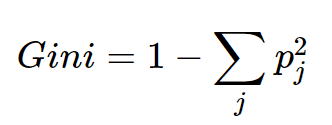 Gini = 1 − ∑_j p_j^2